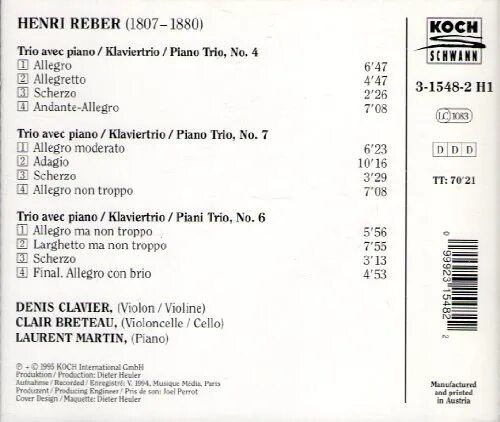 HENRI REBER (1807–1880)
Trio avec piano / Klaviertrio / Piano Trio, No. 4
1 Allegro 6'47
2 Allegretto 4'47
3 Scherzo 2'26
4 Andante-Allegro 7'08
Trio avec piano / Klaviertrio / Piano Trio, No. 7
1 Allegro moderato 6'23
2 Adagio 10'16
3 Scherzo 3'29
4 Allegro non troppo 7'08
Trio avec piano / Klaviertrio / Piani Trio, No. 6
1 Allegro ma non troppo 5'56
2 Larghetto ma non troppo 7'55
3 Scherzo 3'13
4 Final. Allegro con brio 4'53
DENIS CLAVIER, (Violon / Violine)
CLAIR BRETEAU, (Violoncelle / Cello)
LAURENT MARTIN, (Piano)
℗ + © 1995 KOCH International GmbH
Produktion / Production: Dieter Heuler
Aufnahme / Recorded / Enregistré: V. 1994, Musique Média, Paris
Produzent / Producing Engineer / Pris de son: Joel Perrot
Cover Design / Maquette: Dieter Heuler
KOCH
SCHWANN
3-1548-2 H1
LC 1083
D D D
TT: 70'21
0 99923 15482 2
Manufactured
and printed
in Austria